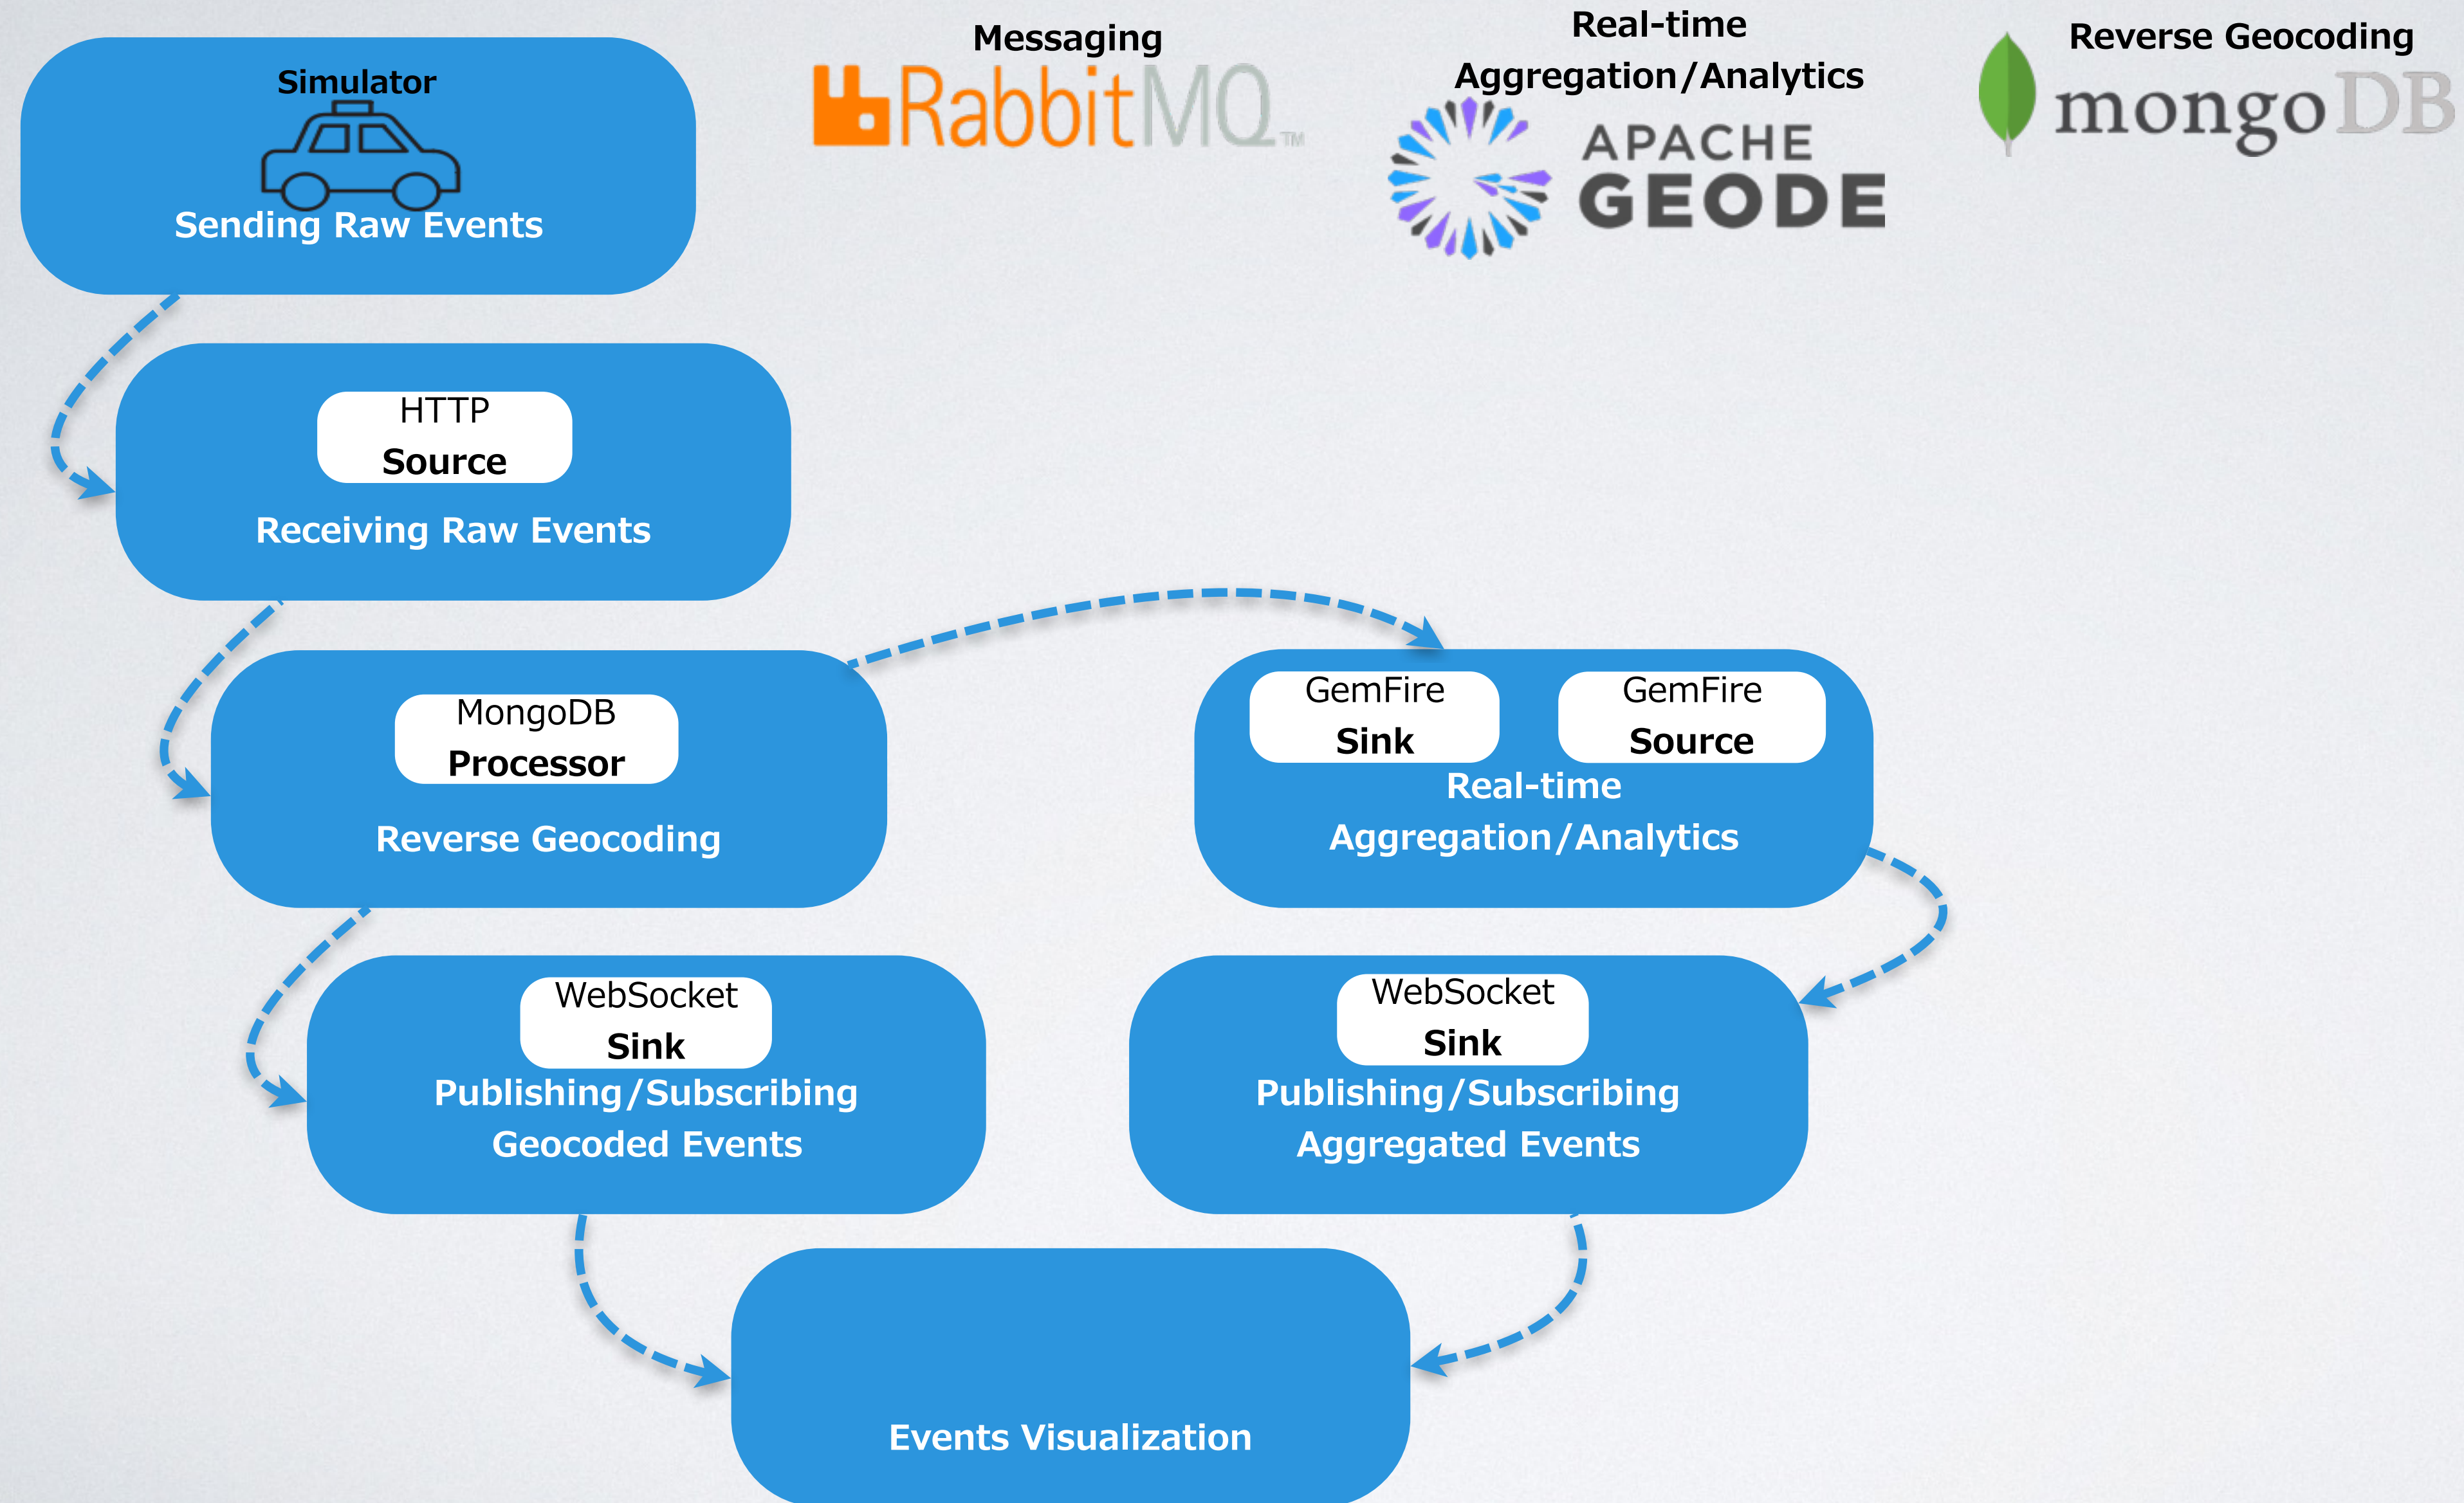 Simulator
Sending Raw Events
Messaging
RabbitMQ™
Real-time
Aggregation/Analytics
APACHE
GEODE
Reverse Geocoding
mongoDB
HTTP
Source
Receiving Raw Events
MongoDB
Processor
Reverse Geocoding
GemFire
Sink
GemFire
Source
Real-time
Aggregation/Analytics
WebSocket
Sink
Publishing/Subscribing
Geocoded Events
WebSocket
Sink
Publishing/Subscribing
Aggregated Events
Events Visualization